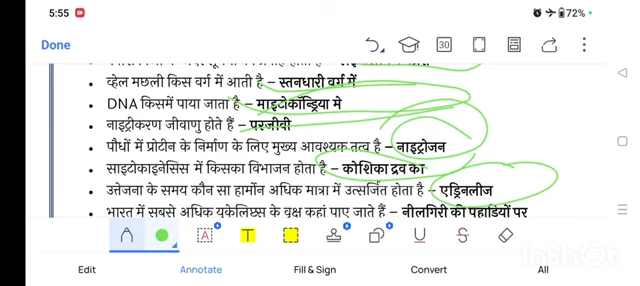 5:55
72%
Done
30
• व्हेल मछली किस वर्ग में आती है – स्तनधारी वर्ग में
• DNA किसमें पाया जाता है – माइटोकॉन्ड्रिया मे
• नाइट्रीकरण जीवाणु होते हैं – परजीवी
• पौधों में प्रोटीन के निर्माण के लिए मुख्य आवश्यक तत्व है – नाइट्रोजन
• साइटोकाइनेसिस में किसका विभाजन होता है – कोशिका द्रव का
• उत्तेजना के समय कौन सा हार्मोन अधिक मात्रा में उत्सर्जित होता है – एड्रिनलीज
• भारत में सबसे अधिक यूकेलिप्टस के वृक्ष कहां पाए जाते हैं – नीलगिरी की पहाड़ियों पर
A T
InShot
Edit Annotate Fill & Sign Convert All